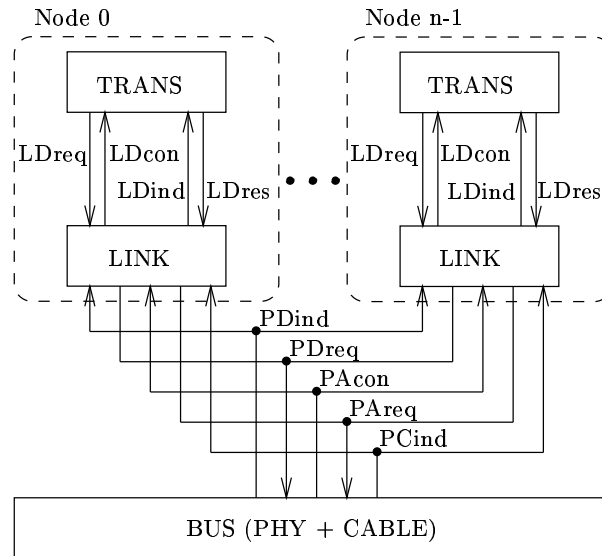 Node 0 Node n-1
TRANS TRANS
LDreq LDcon LDreq LDcon
LDind LDres LDind LDres
LINK LINK
PDind
PDreq
PAcon
PAreq
PCind
BUS (PHY + CABLE)